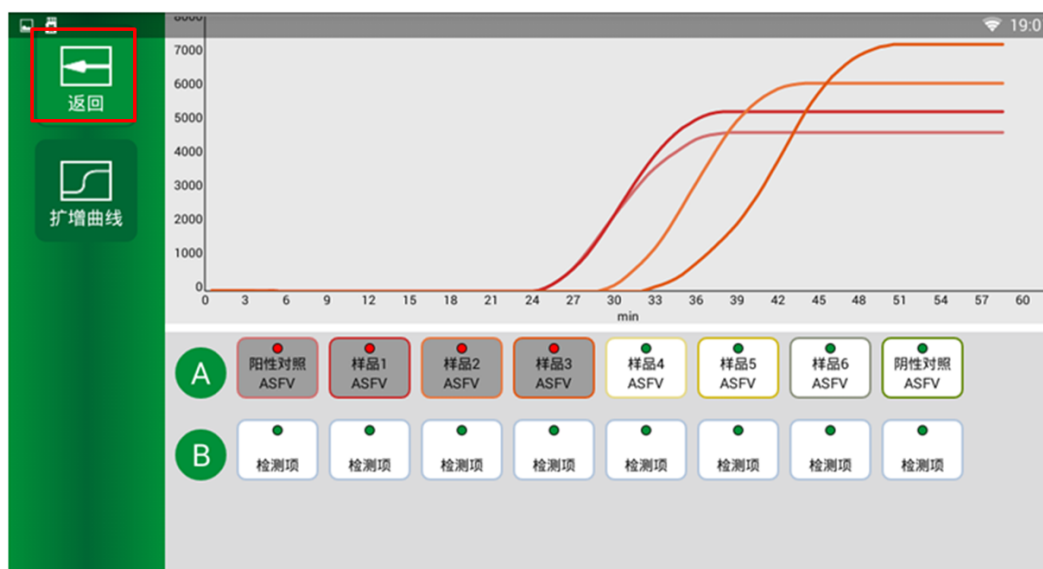 19:0
返回
扩增曲线
8000
7000
6000
5000
4000
3000
2000
1000
0
0 3 6 9 12 15 18 21 24 27 30 33 36 39 42 45 48 51 54 57 60
min
A
阳性对照 样品1 样品2 样品3 样品4 样品5 样品6 阴性对照
ASFV ASFV ASFV ASFV ASFV ASFV ASFV ASFV
B
检测项 检测项 检测项 检测项 检测项 检测项 检测项 检测项